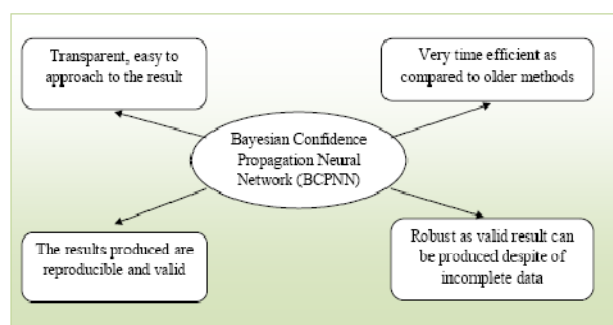 Transparent, easy to
approach to the result
Very time efficient as
compared to older methods
Bayesian Confidence
Propagation Neural
Network (BCPNN)
The results produced are
reproducible and valid
Robust as valid result can
be produced despite of
incomplete data